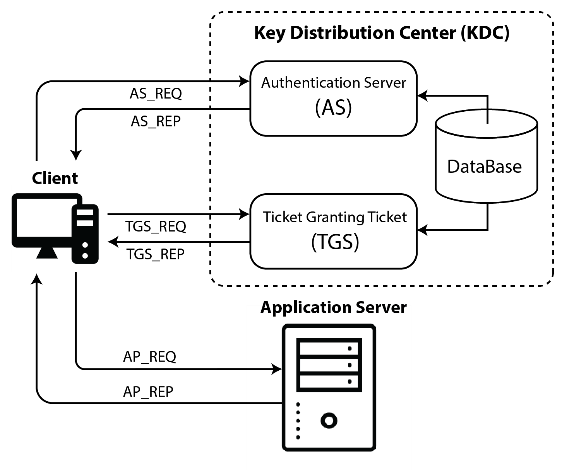 Key Distribution Center (KDC)
Authentication Server
(AS)
AS_REQ
AS_REP
DataBase
Client
Ticket Granting Ticket
(TGS)
TGS_REQ
TGS_REP
Application Server
AP_REQ
AP_REP